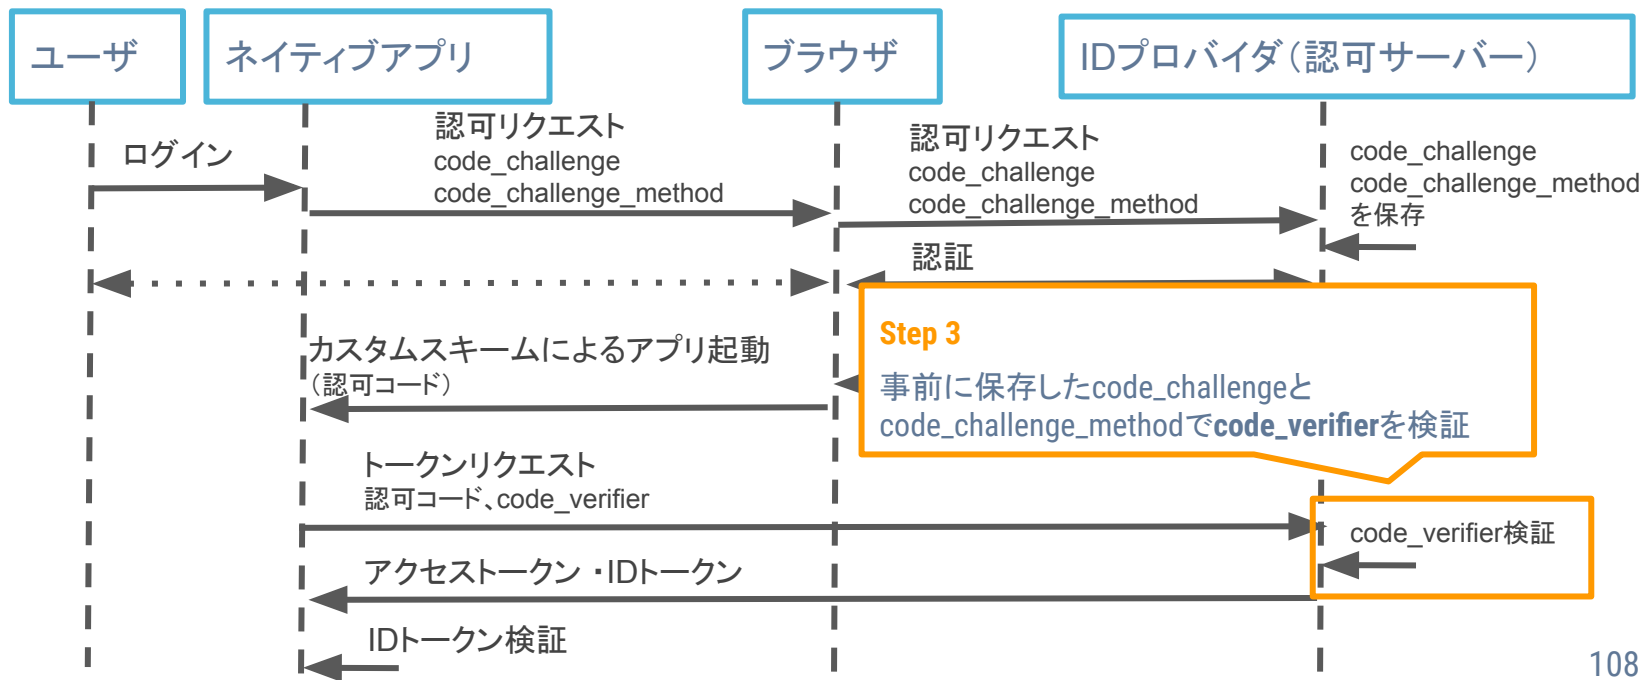 ユーザ
ネイティブアプリ
ブラウザ
IDプロバイダ（認可サーバー）
ログイン
認可リクエスト
code_challenge
code_challenge_method
認可リクエスト
code_challenge
code_challenge_method
code_challenge
code_challenge_method
を保存
認証
カスタムスキームによるアプリ起動
（認可コード）
Step 3
事前に保存したcode_challengeと
code_challenge_methodでcode_verifierを検証
トークンリクエスト
認可コード、code_verifier
code_verifier検証
アクセストークン・IDトークン
IDトークン検証
108